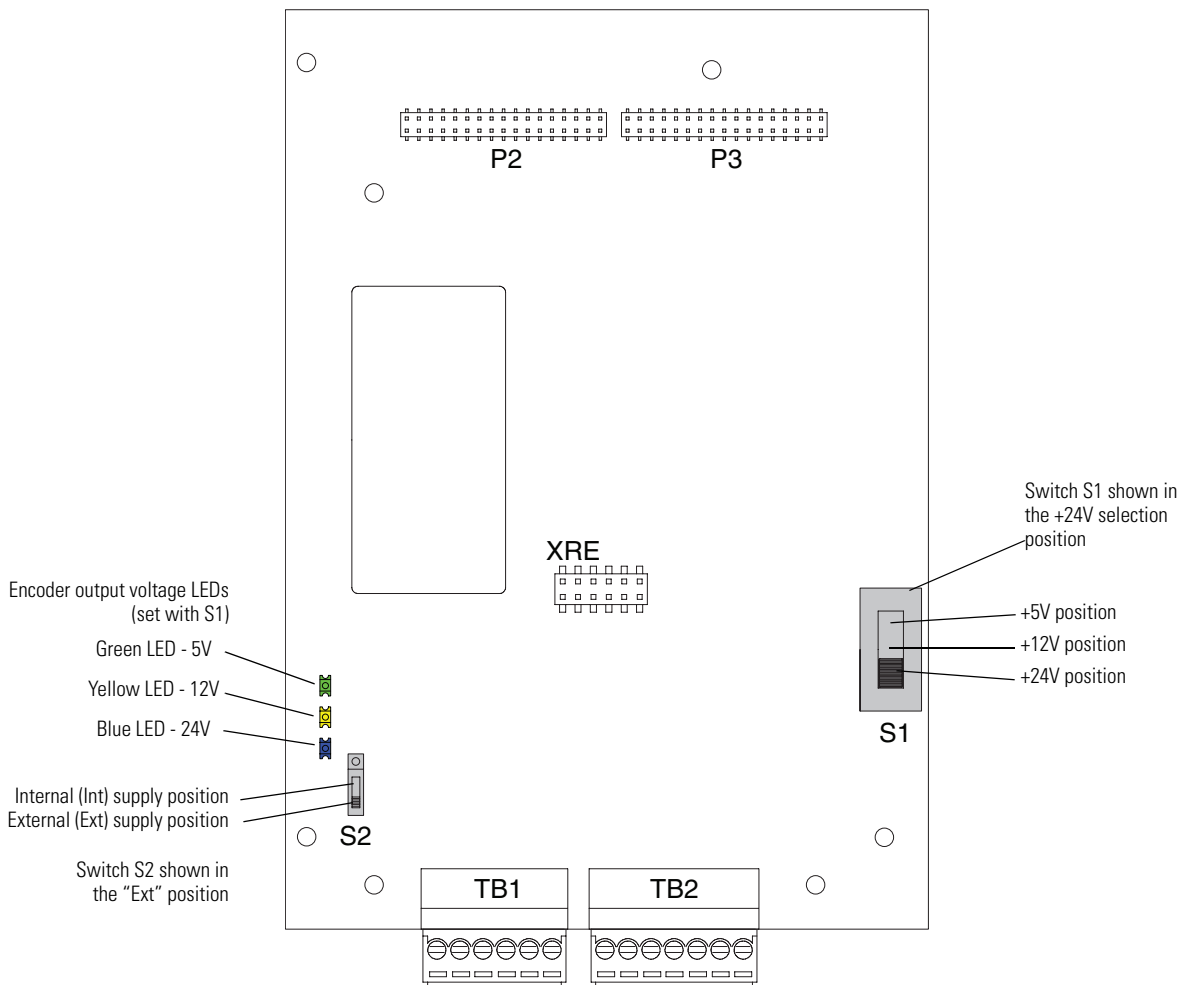 P2
P3
XRE
Switch S1 shown in
the +24V selection
position
+5V position
+12V position
+24V position
S1
Encoder output voltage LEDs
(set with S1)
Green LED - 5V
Yellow LED - 12V
Blue LED - 24V
Internal (Int) supply position
External (Ext) supply position
S2
Switch S2 shown in
the “Ext” position
TB1
TB2